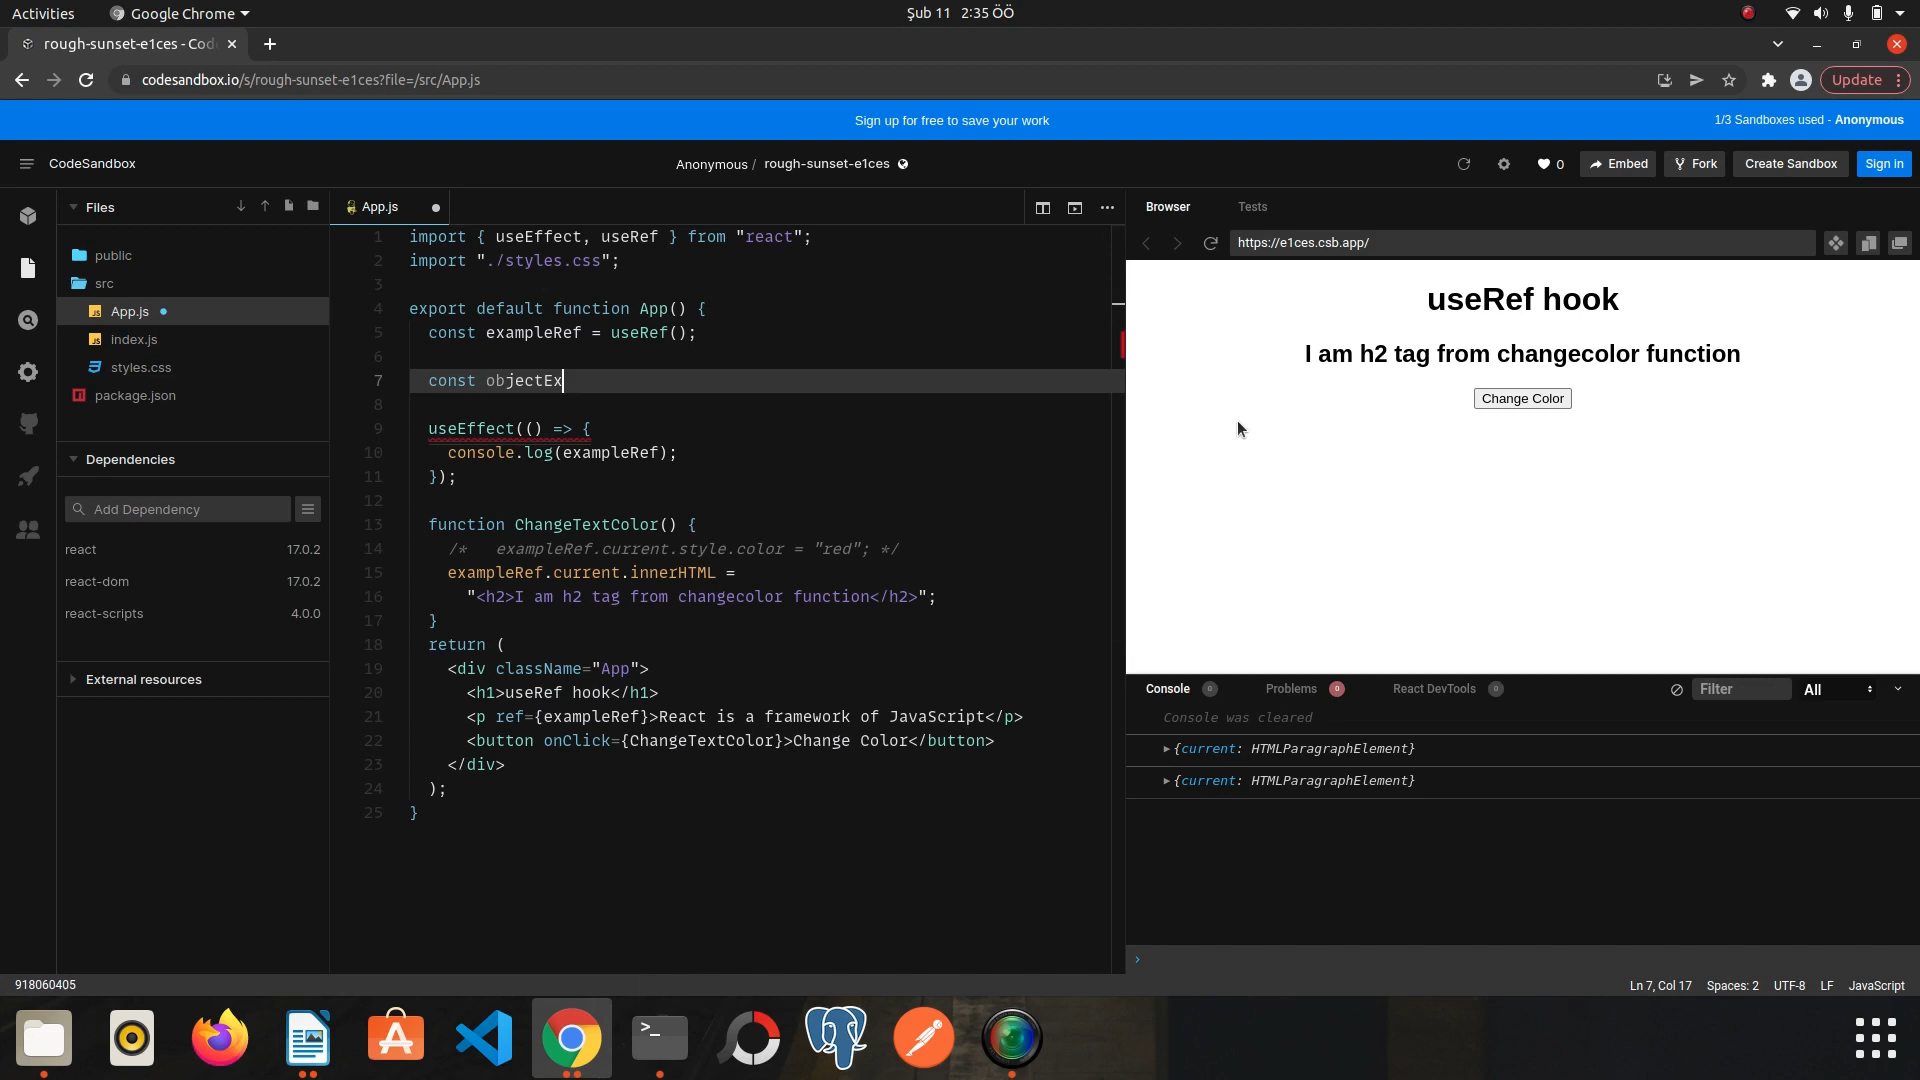 Activities
Google Chrome
Şub 11 2:35 ÖÖ
rough-sunset-e1ces - Cod
codesandbox.io/s/rough-sunset-e1ces?file=/src/App.js
Update
Sign up for free to save your work
1/3 Sandboxes used - Anonymous
CodeSandbox
Anonymous / rough-sunset-e1ces
0
Embed
Fork
Create Sandbox
Sign in
Files
public
src
App.js
index.js
styles.css
package.json
Dependencies
Add Dependency
react 17.0.2
react-dom 17.0.2
react-scripts 4.0.0
External resources
App.js
1 import { useEffect, useRef } from "react";
2 import "./styles.css";
3
4 export default function App() {
5 const exampleRef = useRef();
6
7 const objectEx
8
9 useEffect(() => {
10 console.log(exampleRef);
11 });
12
13 function ChangeTextColor() {
14 /* exampleRef.current.style.color = "red"; */
15 exampleRef.current.innerHTML =
16 "<h2>I am h2 tag from changecolor function</h2>";
17 }
18 return (
19 <div className="App">
20 <h1>useRef hook</h1>
21 <p ref={exampleRef}>React is a framework of JavaScript</p>
22 <button onClick={ChangeTextColor}>Change Color</button>
23 </div>
24 );
25 }
Browser
Tests
https://e1ces.csb.app/
useRef hook
I am h2 tag from changecolor function
Change Color
Console 0
Problems 0
React DevTools 0
Filter
All
Console was cleared
{current: HTMLParagraphElement}
{current: HTMLParagraphElement}
918060405
Ln 7, Col 17
Spaces: 2
UTF-8
LF
JavaScript